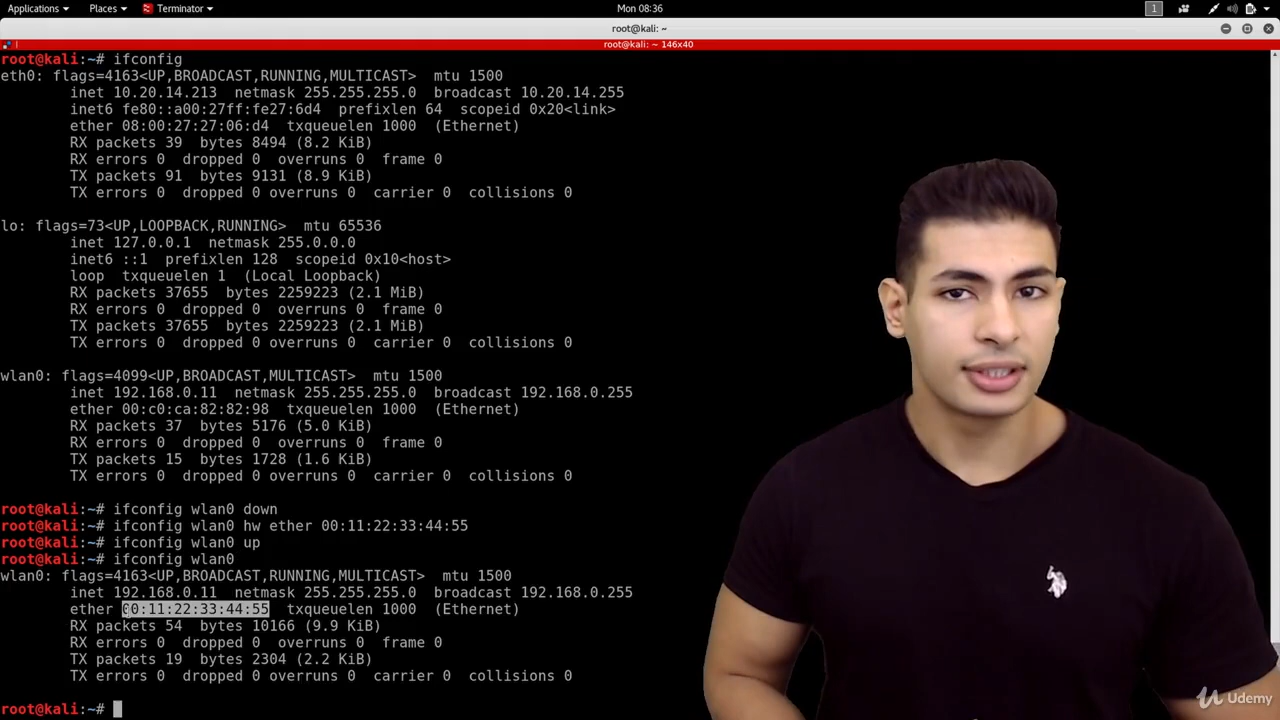 Applications Places Terminator Mon 08:36 1
root@kali: ~
root@kali: ~ 146x40
root@kali:~# ifconfig
eth0: flags=4163<UP,BROADCAST,RUNNING,MULTICAST> mtu 1500
inet 10.20.14.213 netmask 255.255.255.0 broadcast 10.20.14.255
inet6 fe80::a00:27ff:fe27:6d4 prefixlen 64 scopeid 0x20<link>
ether 08:00:27:27:06:d4 txqueuelen 1000 (Ethernet)
RX packets 39 bytes 8494 (8.2 KiB)
RX errors 0 dropped 0 overruns 0 frame 0
TX packets 91 bytes 9131 (8.9 KiB)
TX errors 0 dropped 0 overruns 0 carrier 0 collisions 0
lo: flags=73<UP,LOOPBACK,RUNNING> mtu 65536
inet 127.0.0.1 netmask 255.0.0.0
inet6 ::1 prefixlen 128 scopeid 0x10<host>
loop txqueuelen 1 (Local Loopback)
RX packets 37655 bytes 2259223 (2.1 MiB)
RX errors 0 dropped 0 overruns 0 frame 0
TX packets 37655 bytes 2259223 (2.1 MiB)
TX errors 0 dropped 0 overruns 0 carrier 0 collisions 0
wlan0: flags=4099<UP,BROADCAST,MULTICAST> mtu 1500
inet 192.168.0.11 netmask 255.255.255.0 broadcast 192.168.0.255
ether 00:c0:ca:82:82:98 txqueuelen 1000 (Ethernet)
RX packets 37 bytes 5176 (5.0 KiB)
RX errors 0 dropped 0 overruns 0 frame 0
TX packets 15 bytes 1728 (1.6 KiB)
TX errors 0 dropped 0 overruns 0 carrier 0 collisions 0
root@kali:~# ifconfig wlan0 down
root@kali:~# ifconfig wlan0 hw ether 00:11:22:33:44:55
root@kali:~# ifconfig wlan0 up
root@kali:~# ifconfig wlan0
wlan0: flags=4163<UP,BROADCAST,RUNNING,MULTICAST> mtu 1500
inet 192.168.0.11 netmask 255.255.255.0 broadcast 192.168.0.255
ether 00:11:22:33:44:55 txqueuelen 1000 (Ethernet)
RX packets 54 bytes 10166 (9.9 KiB)
RX errors 0 dropped 0 overruns 0 frame 0
TX packets 19 bytes 2304 (2.2 KiB)
TX errors 0 dropped 0 overruns 0 carrier 0 collisions 0
root@kali:~#
Udemy